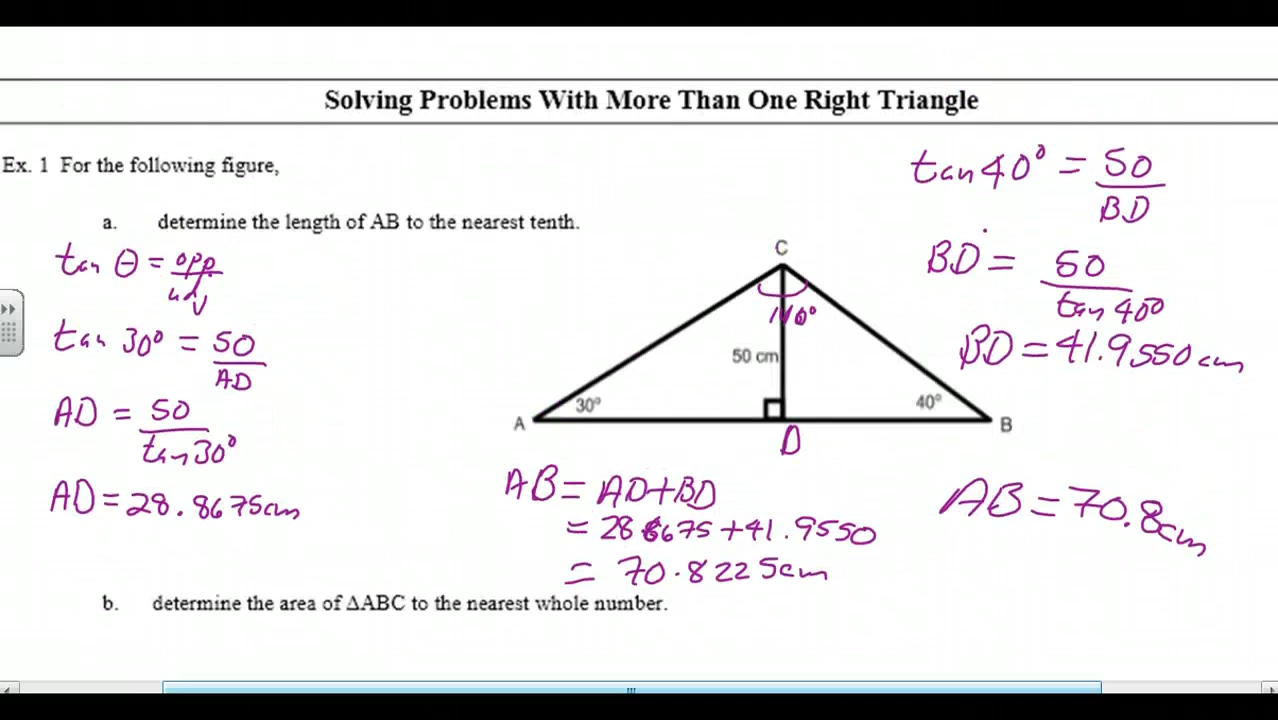 Solving Problems With More Than One Right Triangle
Ex. 1 For the following figure,
a. determine the length of AB to the nearest tenth.
tan θ = opp/adj
tan 30° = 50/AD
AD = 50/tan 30°
AD = 28.8675cm
C
110°
50 cm
30°
40°
A
B
D
tan 40° = 50/BD
BD = 50/tan 40°
BD = 41.9550cm
AB = AD+BD
= 28.8675 + 41.9550
= 70.8225cm
AB = 70.8cm
b. determine the area of ΔABC to the nearest whole number.